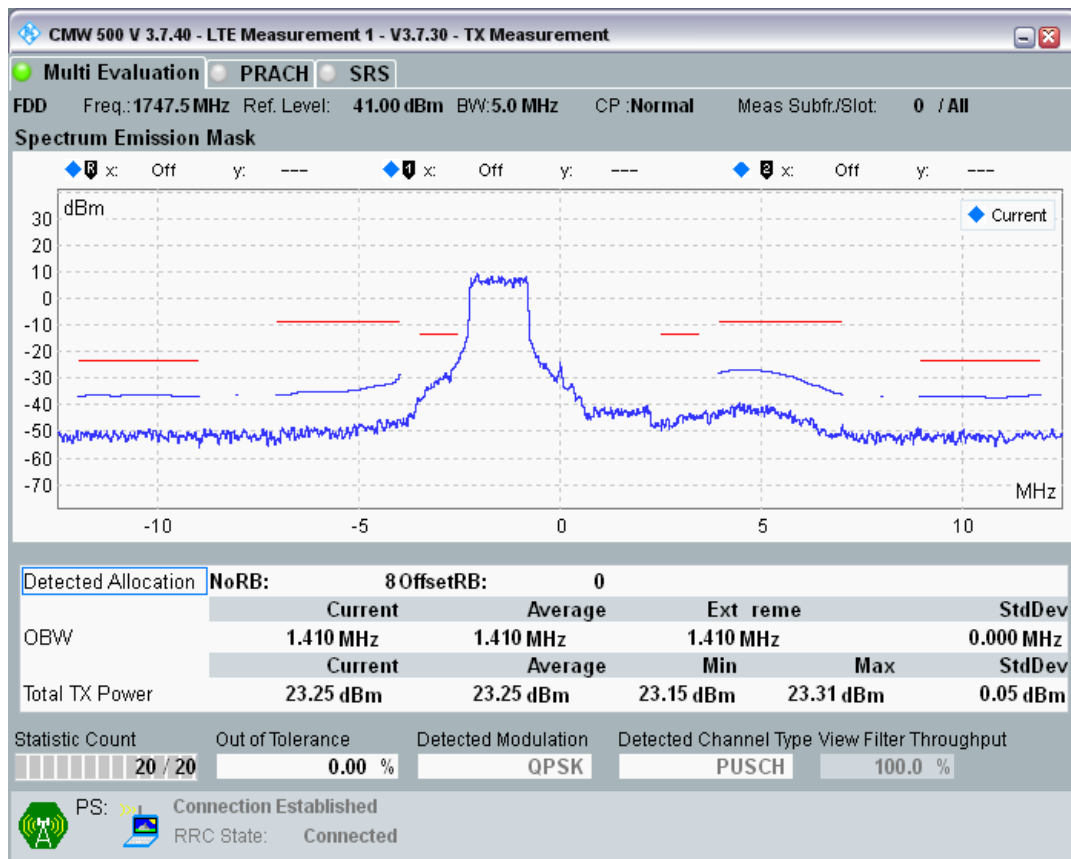 CMW 500 V 3.7.40 - LTE Measurement 1 - V3.7.30 - TX Measurement
Multi Evaluation PRACH SRS
FDD Freq.:1747.5 MHz Ref. Level: 41.00 dBm BW:5.0 MHz CP :Normal Meas Subfr./Slot: 0 / All
Spectrum Emission Mask
R x: Off y: --- 1 x: Off y: --- 2 x: Off y: ---
dBm
Current
30
20
10
0
-10
-20
-30
-40
-50
-60
-70
MHz
-10 -5 0 5 10
Detected Allocation NoRB: 8 OffsetRB: 0
Current Average Ext reme StdDev
OBW 1.410 MHz 1.410 MHz 1.410 MHz 0.000 MHz
Current Average Min Max StdDev
Total TX Power 23.25 dBm 23.25 dBm 23.15 dBm 23.31 dBm 0.05 dBm
Statistic Count Out of Tolerance Detected Modulation Detected Channel Type View Filter Throughput
20 / 20 0.00 % QPSK PUSCH 100.0 %
PS: Connection Established
RRC State: Connected